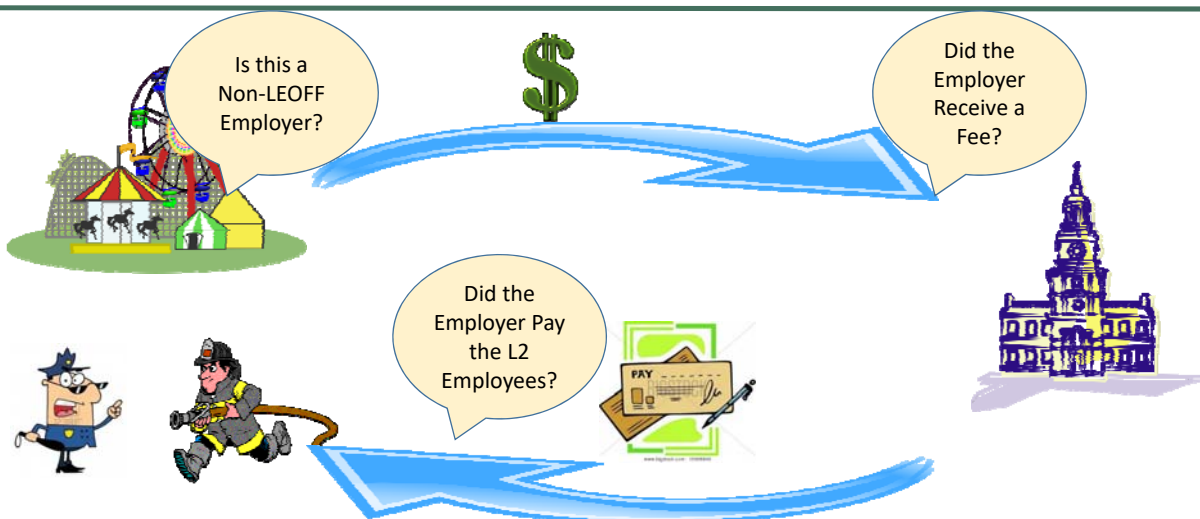 Is this a
Non-LEOFF
Employer?
Did the
Employer
Receive a
Fee?
Did the
Employer Pay
the L2
Employees?
PAY